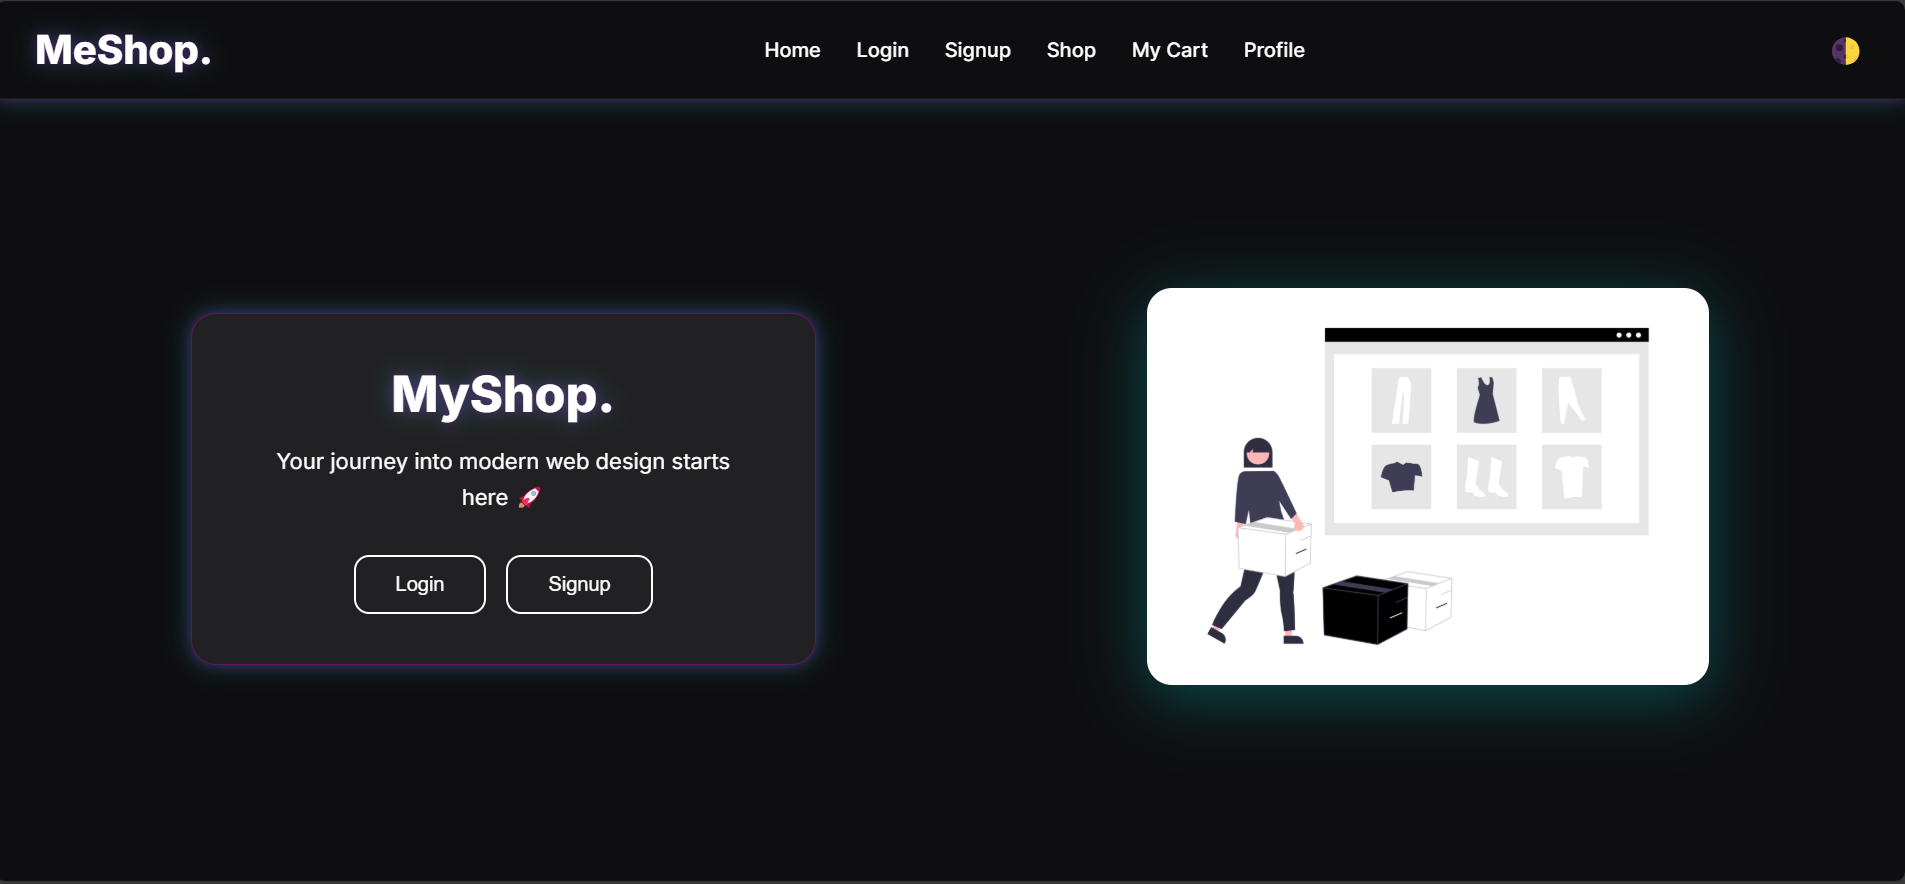 MeShop.
Home Login Signup Shop My Cart Profile
MyShop.
Your journey into modern web design starts
here 🚀
Login Signup